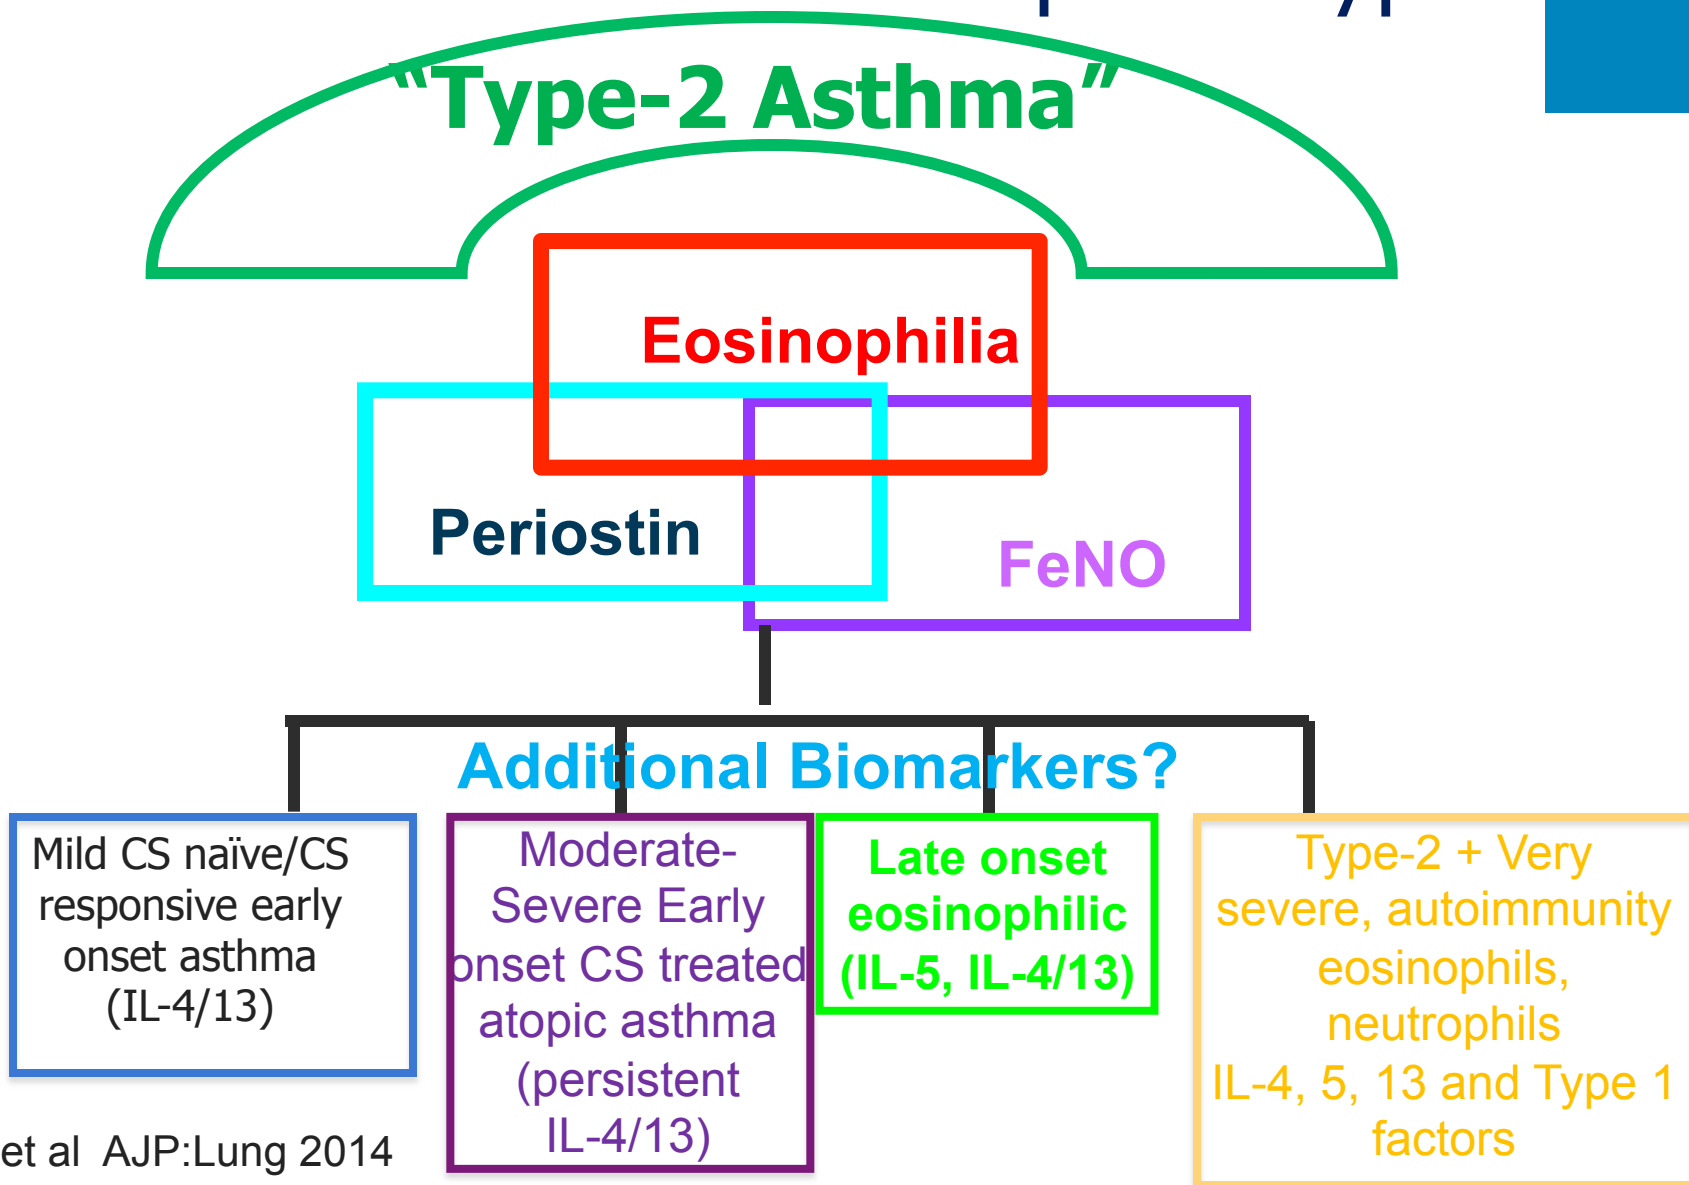 “Type-2 Asthma”
Eosinophilia
Periostin
FeNO
Additional Biomarkers?
Mild CS naïve/CS
responsive early
onset asthma
(IL-4/13)
Moderate-
Severe Early
onset CS treated
atopic asthma
(persistent
IL-4/13)
Late onset
eosinophilic
(IL-5, IL-4/13)
Type-2 + Very
severe, autoimmunity
eosinophils,
neutrophils
IL-4, 5, 13 and Type 1
factors
et al AJP:Lung 2014